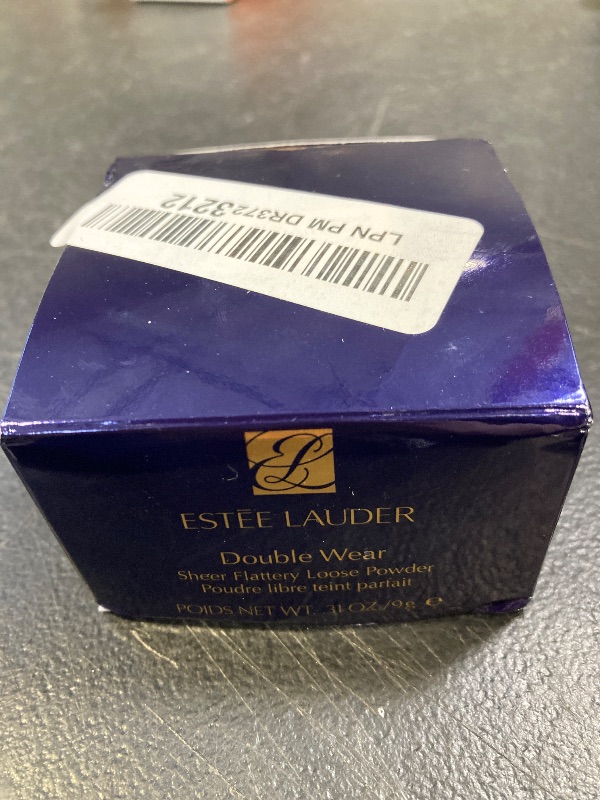 LPN PM DR3723212
EL
ESTĒE LAUDER
Double Wear
Sheer Flattery Loose Powder
Poudre libre teint parfait
POIDS NET WT. .31 OZ./9g ℮